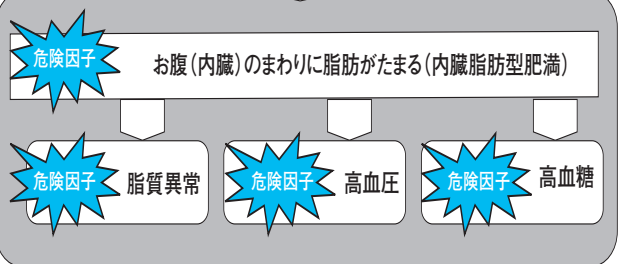 危険因子 お腹（内臓）のまわりに脂肪がたまる（内臓脂肪型肥満）
危険因子 脂質異常
危険因子 高血圧
危険因子 高血糖